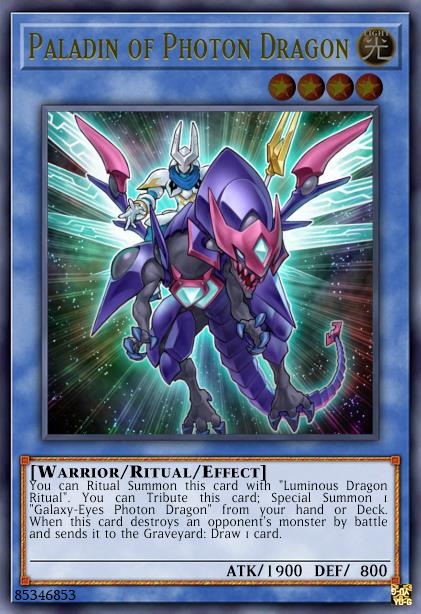 PALADIN OF PHOTON DRAGON
LIGHT
光
[WARRIOR/RITUAL/EFFECT]
You can Ritual Summon this card with "Luminous Dragon
Ritual". You can Tribute this card; Special Summon 1
"Galaxy-Eyes Photon Dragon" from your hand or Deck.
When this card destroys an opponent's monster by battle
and sends it to the Graveyard: Draw 1 card.
ATK/1900 DEF/ 800
85346853